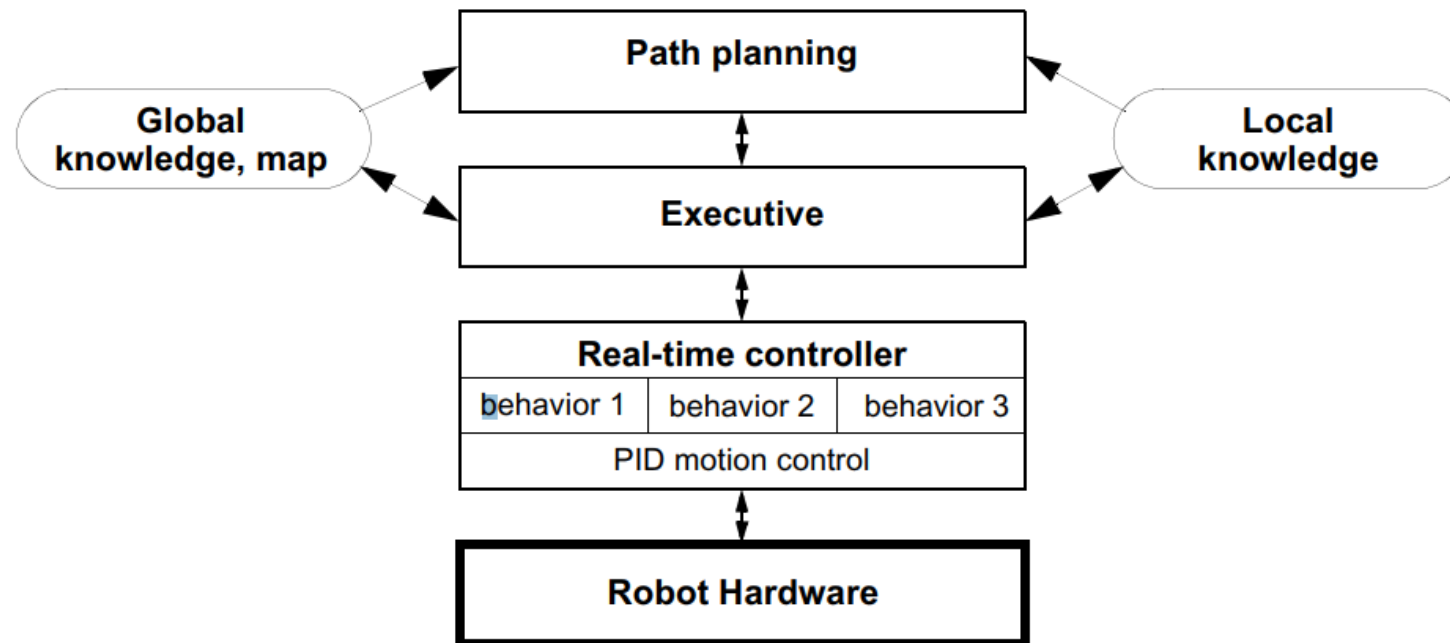 Path planning
Global
knowledge, map
Local
knowledge
Executive
Real-time controller
behavior 1
behavior 2
behavior 3
PID motion control
Robot Hardware